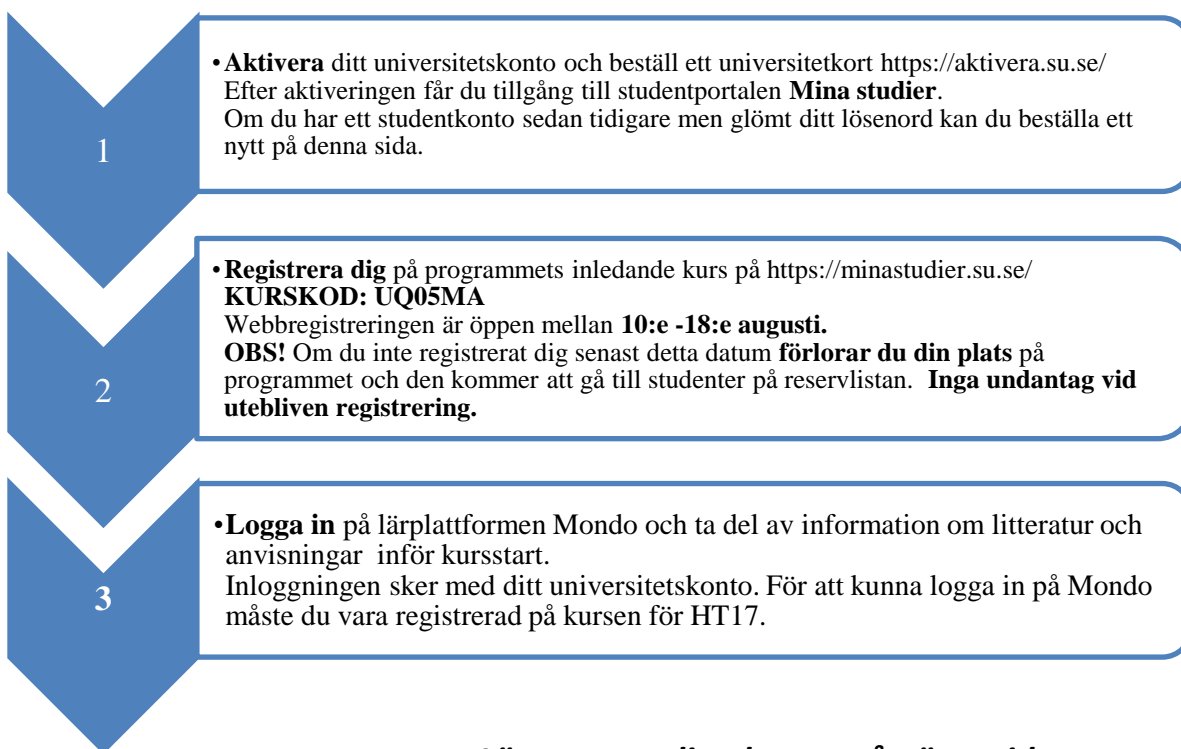 1
•Aktivera ditt universitetskonto och beställ ett universitetkort https://aktivera.su.se/
Efter aktiveringen får du tillgång till studentportalen Mina studier.
Om du har ett studentkonto sedan tidigare men glömt ditt lösenord kan du beställa ett
nytt på denna sida.
2
•Registrera dig på programmets inledande kurs på https://minastudier.su.se/
KURSKOD: UQ05MA
Webbregistreringen är öppen mellan 10:e -18:e augusti.
OBS! Om du inte registrerat dig senast detta datum förlorar du din plats på
programmet och den kommer att gå till studenter på reservlistan. Inga undantag vid
utebliven registrering.
3
•Logga in på lärplattformen Mondo och ta del av information om litteratur och
anvisningar inför kursstart.
Inloggningen sker med ditt universitetskonto. För att kunna logga in på Mondo
måste du vara registrerad på kursen för HT17.